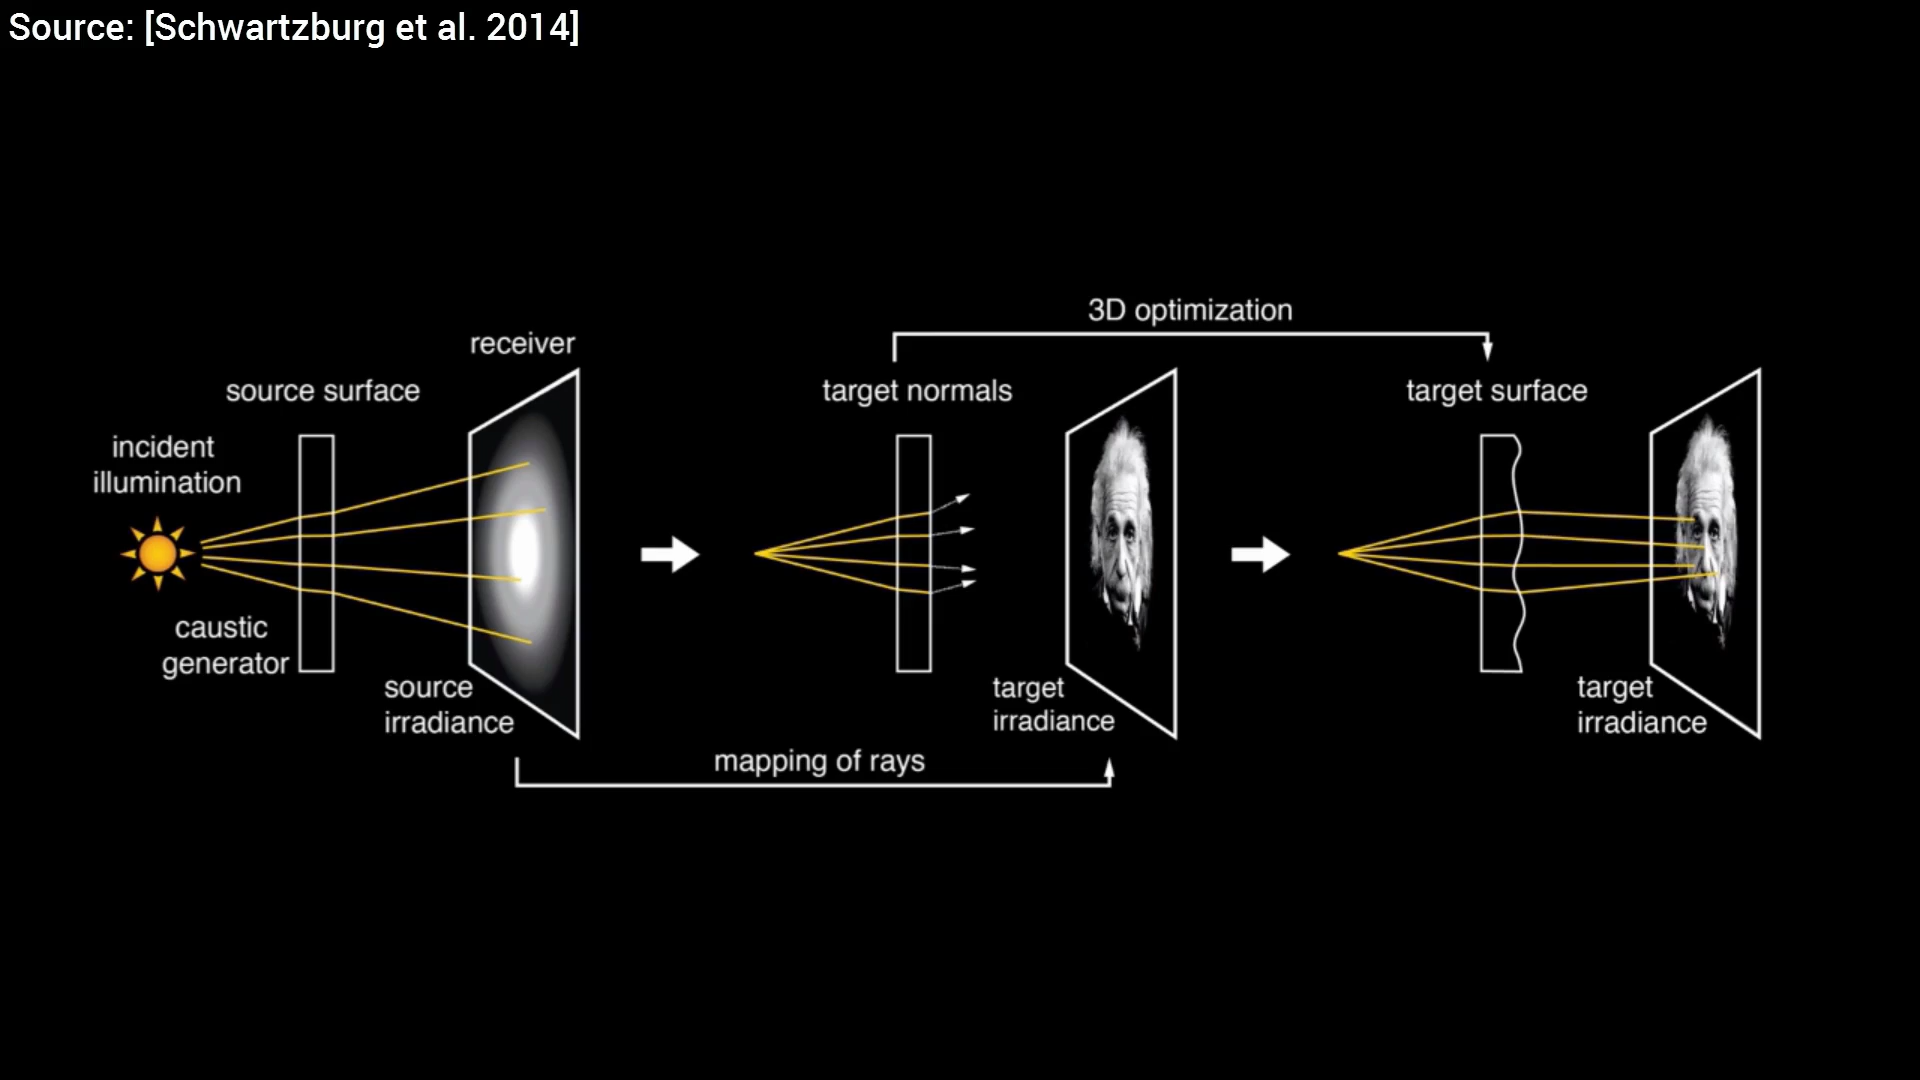 Source: [Schwartzburg et al. 2014]
receiver
source surface
incident
illumination
caustic
generator
source
irradiance
mapping of rays
3D optimization
target normals
target
irradiance
target surface
target
irradiance